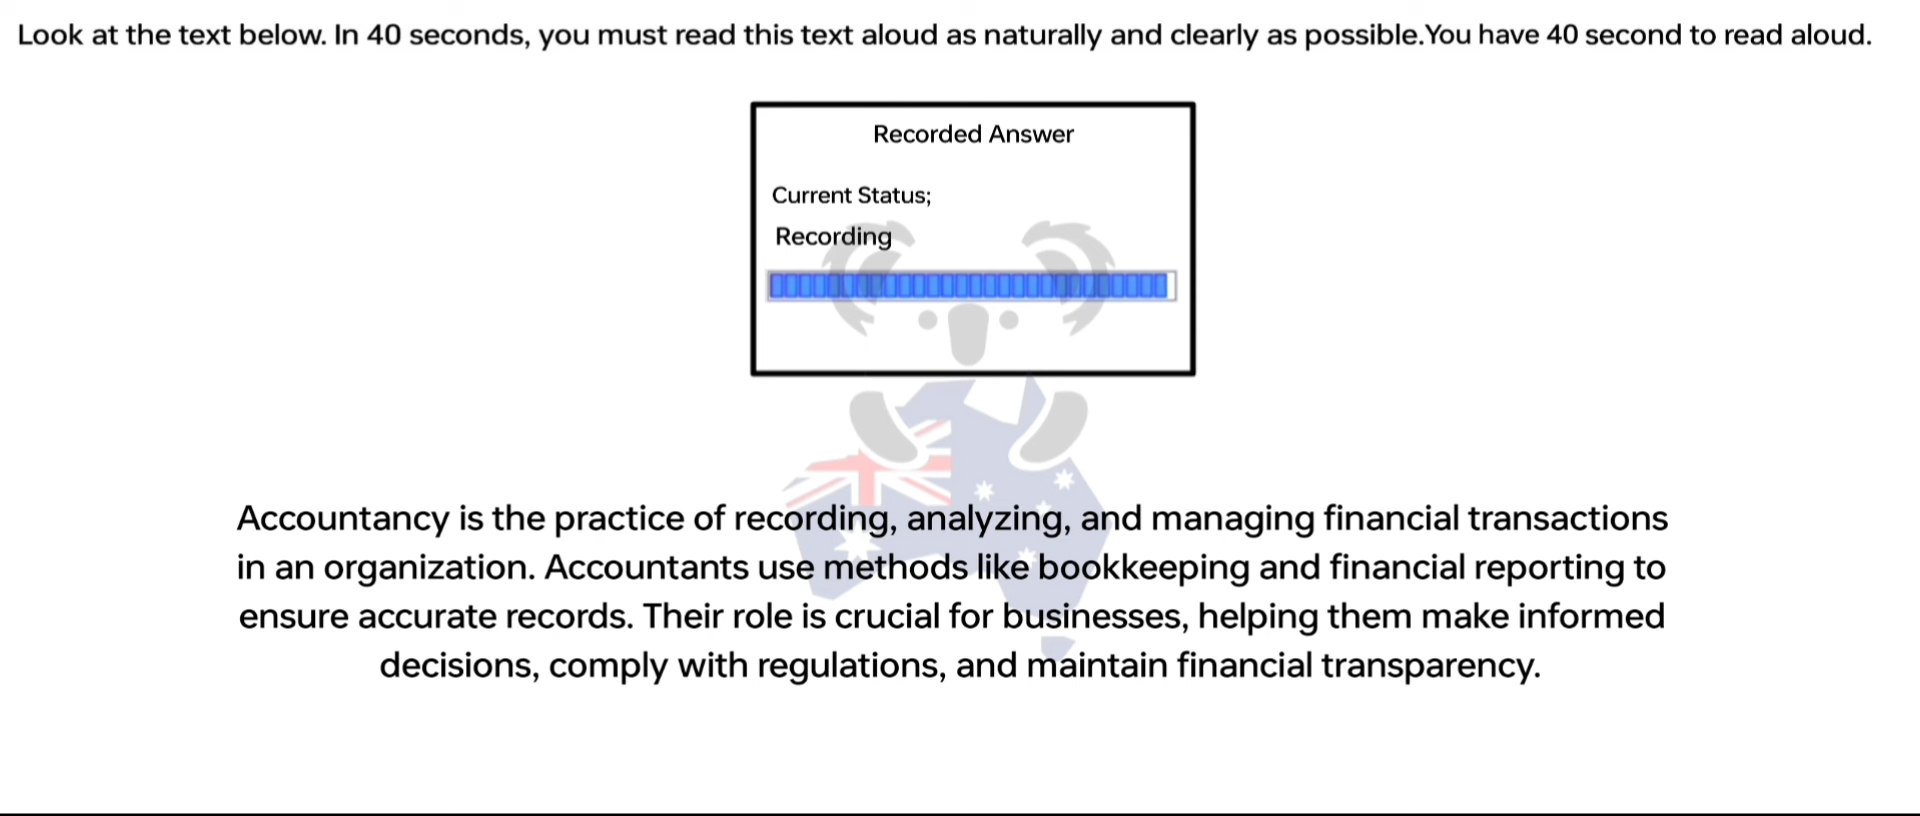 Look at the text below. In 40 seconds, you must read this text aloud as naturally and clearly as possible.You have 40 second to read aloud.
Recorded Answer
Current Status;
Recording
Accountancy is the practice of recording, analyzing, and managing financial transactions
in an organization. Accountants use methods like bookkeeping and financial reporting to
ensure accurate records. Their role is crucial for businesses, helping them make informed
decisions, comply with regulations, and maintain financial transparency.